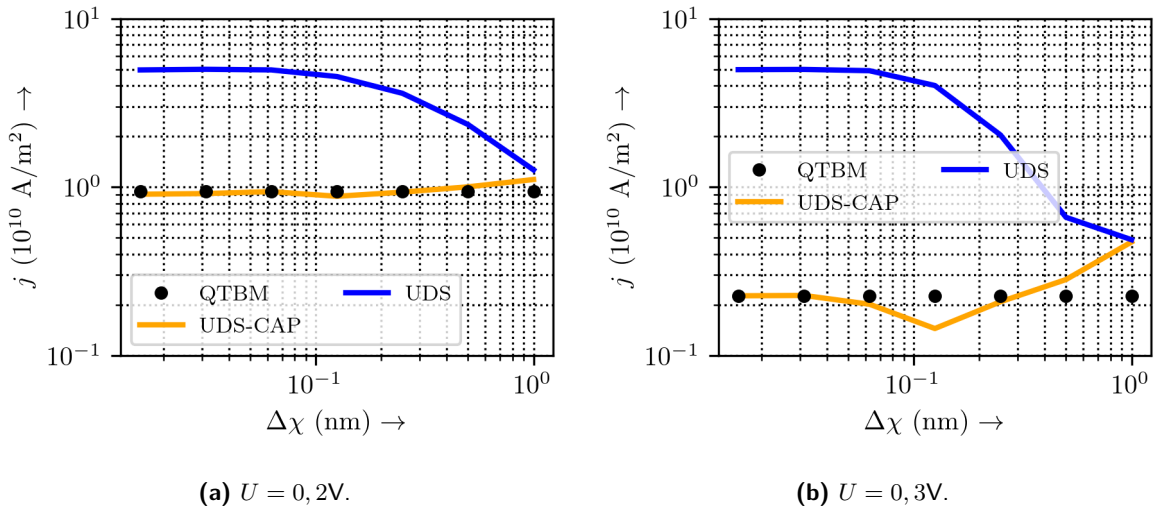 10^1
10^0
10^{-1}
j (10^{10} A/m^2) →
QTBM
UDS-CAP
UDS
10^{-1}
10^0
Δχ (nm) →
(a) U = 0, 2V.
10^1
10^0
10^{-1}
j (10^{10} A/m^2) →
QTBM
UDS-CAP
UDS
10^{-1}
10^0
Δχ (nm) →
(b) U = 0, 3V.